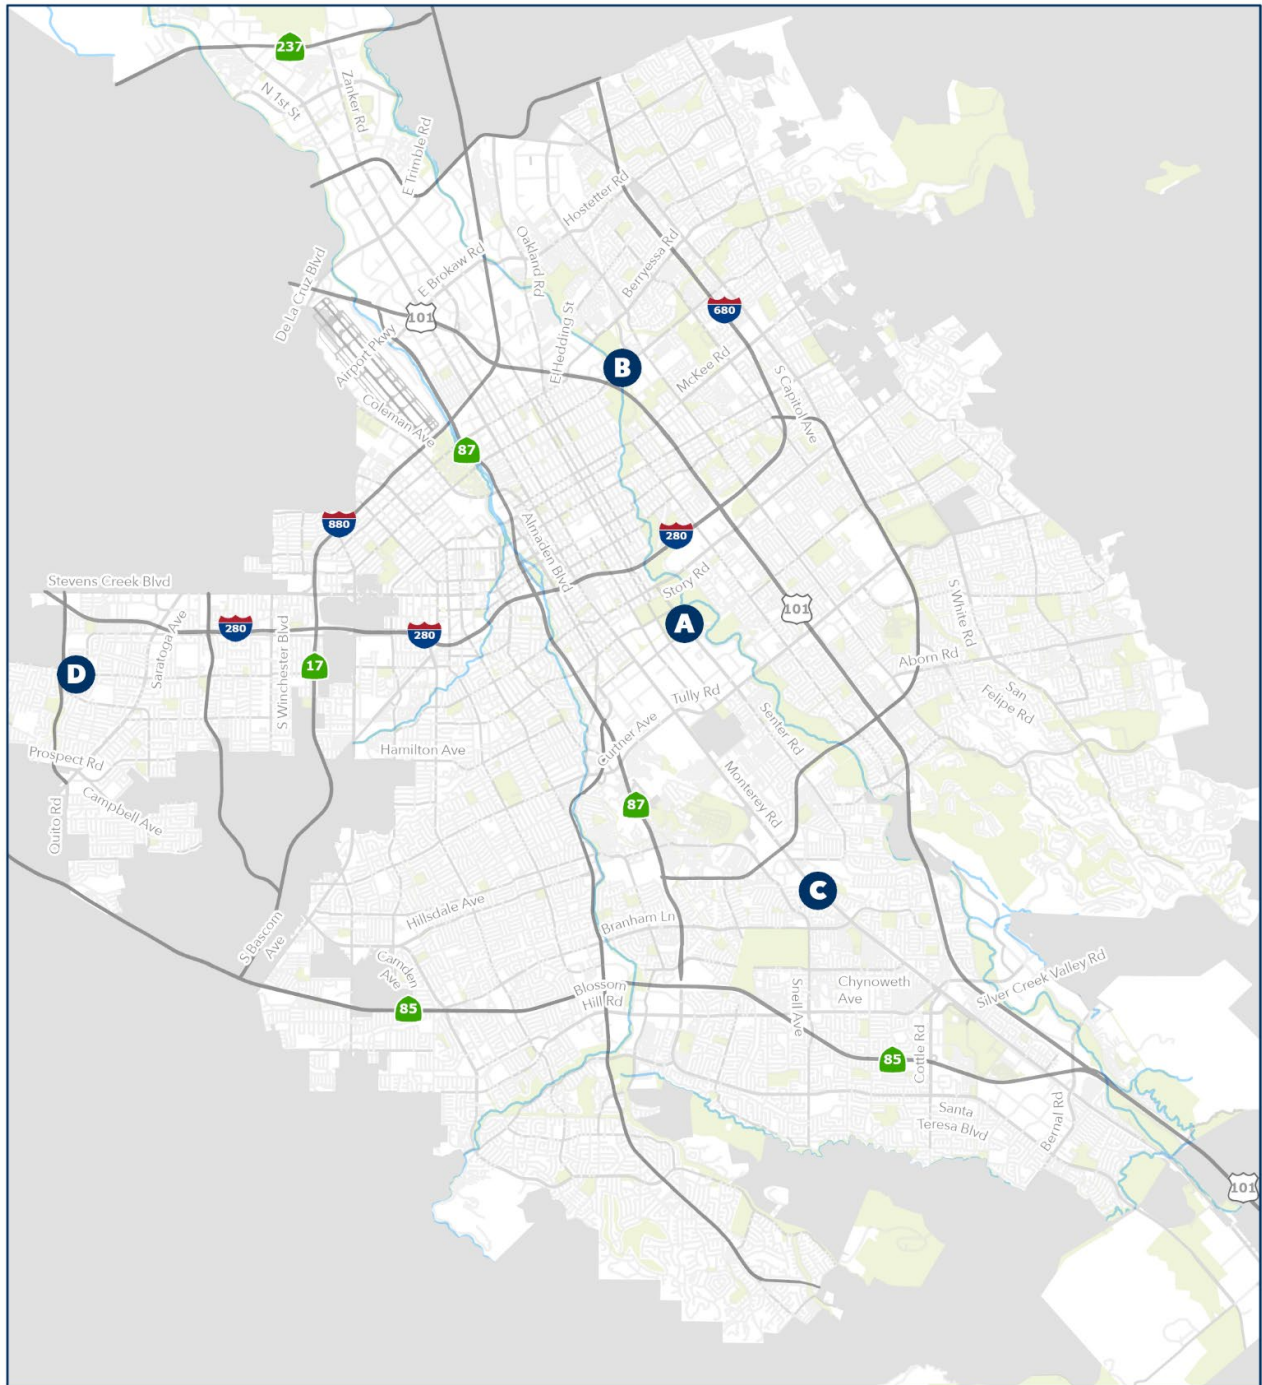 237
N 1st St
Zanker Rd
E Trimble Rd
Hostetter Rd
Oakland Rd
Berryessa Rd
E Brokaw Rd
De La Cruz Blvd
101
680
Airport Pkwy
E Hedding St
B
McKee Rd
S Capitol Ave
Coleman Ave
87
880
Almaden Blvd
280
Stevens Creek Blvd
Story Rd
S White Rd
101
A
Saratoga Ave
280
S Winchester Blvd
280
17
D
Aborn Rd
San
Felipe Rd
Tully Rd
Senter Rd
Curtner Ave
Hamilton Ave
Prospect Rd
Quito Rd
Campbell Ave
Monterey Rd
87
C
Hillsdale Ave
Branham Ln
S Bascom
Ave
Camden
Ave
Blossom
Hill Rd
Snell Ave
Chynoweth
Ave
Silver Creek Valley Rd
85
85
Cottle Rd
Santa
Teresa Blvd
Bernal Rd
101